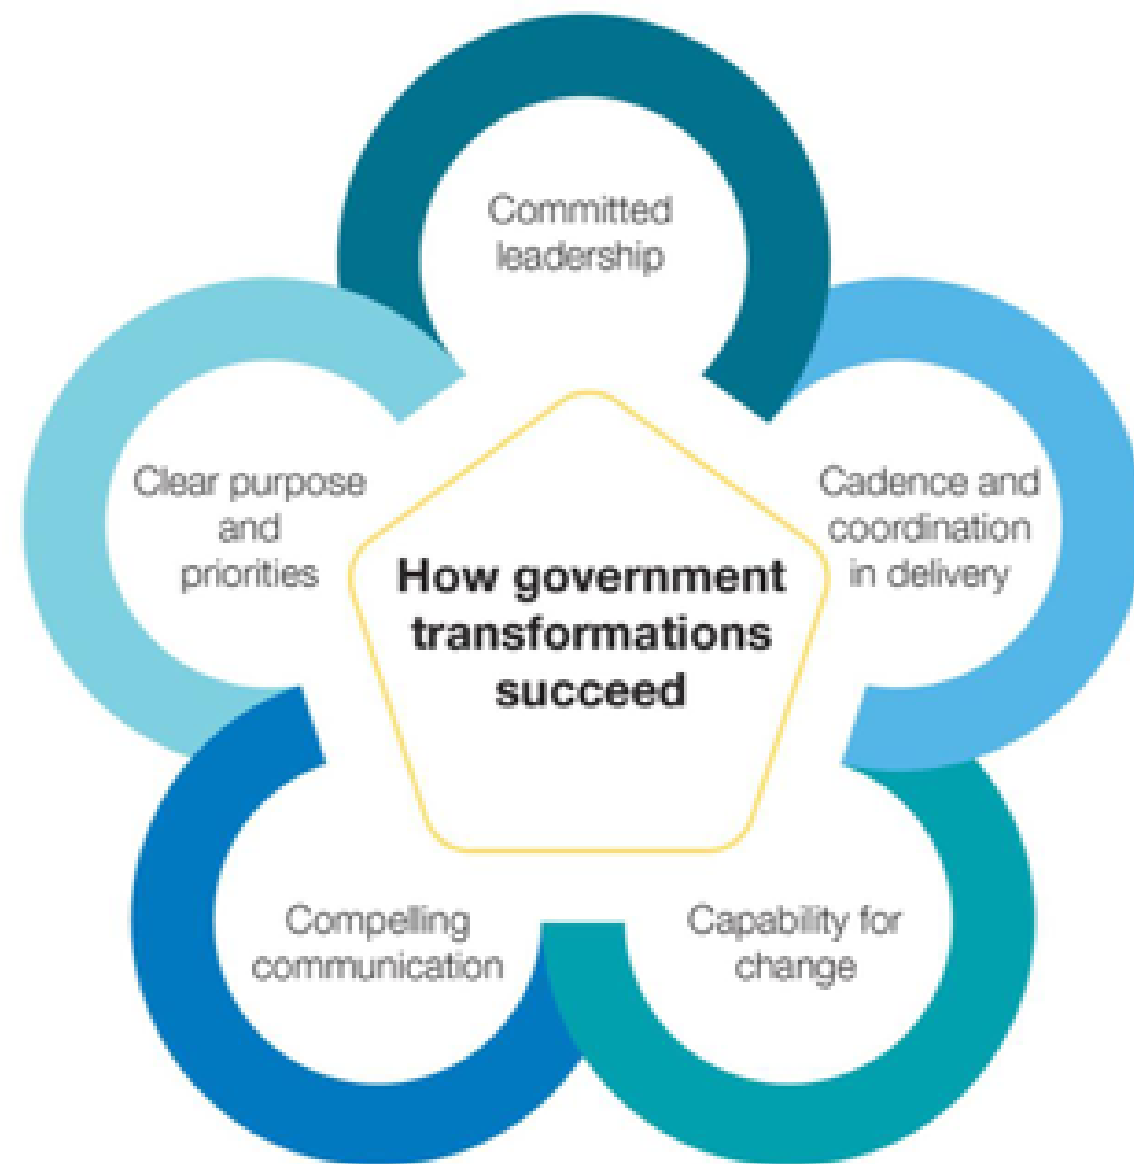 Committed
leadership
Clear purpose
and
priorities
Cadence and
coordination
in delivery
How government
transformations
succeed
Compelling
communication
Capability for
change